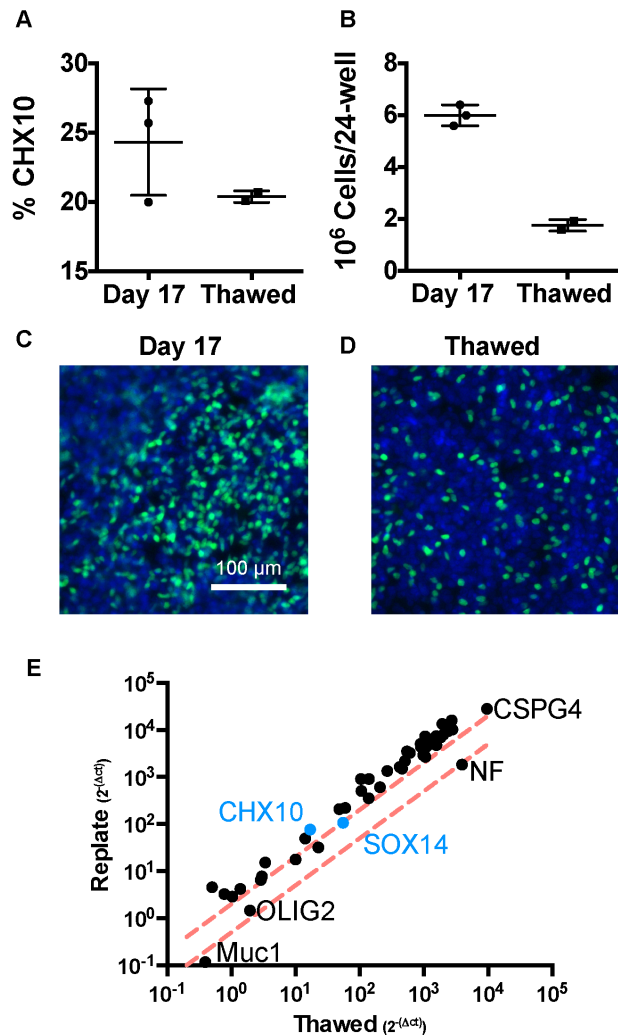 A
B
% CHX10
30
25
20
15
Day 17
Thawed
10⁶ Cells/24-well
8
6
4
2
0
Day 17
Thawed
C
Day 17
D
Thawed
100 µm
E
Replate (2^-(Δct))
10⁵
10⁴
10³
10²
10¹
10⁰
10⁻¹
CSPG4
NF
CHX10
SOX14
OLIG2
Muc1
10⁻¹
10⁰
10¹
10²
10³
10⁴
10⁵
Thawed (2^-(Δct))